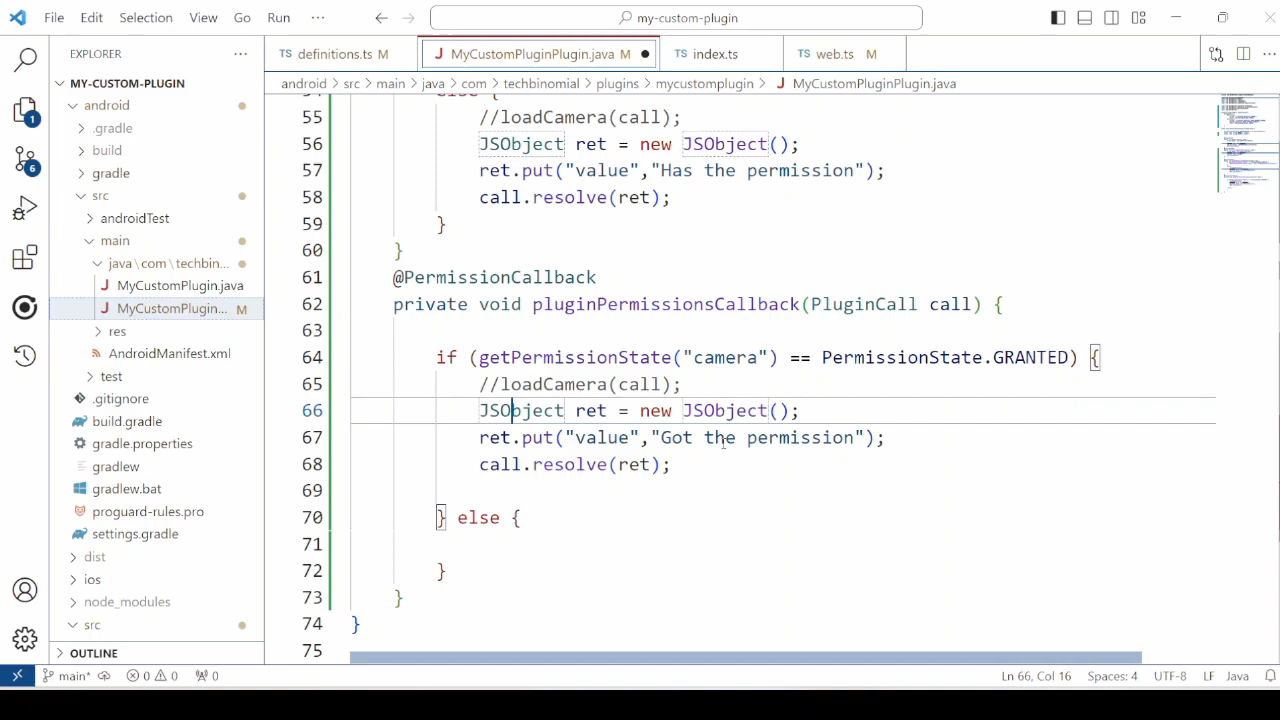 File Edit Selection View Go Run ··· my-custom-plugin
EXPLORER ···
definitions.ts M MyCustomPluginPlugin.java M index.ts web.ts M
MY-CUSTOM-PLUGIN
android > src > main > java > com > techbinomial > plugins > mycustomplugin > MyCustomPluginPlugin.java
android
.gradle
build
gradle
src
androidTest
main
java\com\techbin...
MyCustomPlugin.java
MyCustomPlugin... M
res
AndroidManifest.xml
test
.gitignore
build.gradle
gradle.properties
gradlew
gradlew.bat
proguard-rules.pro
settings.gradle
dist
ios
node_modules
src
OUTLINE
1
6
55 //loadCamera(call);
56 JSObject ret = new JSObject();
57 ret.put("value","Has the permission");
58 call.resolve(ret);
59 }
60 }
61 @PermissionCallback
62 private void pluginPermissionsCallback(PluginCall call) {
63
64 if (getPermissionState("camera") == PermissionState.GRANTED) {
65 //loadCamera(call);
66 JSObject ret = new JSObject();
67 ret.put("value","Got the permission");
68 call.resolve(ret);
69
70 } else {
71
72 }
73 }
74 }
75
main* 0 0 0 Ln 66, Col 16 Spaces: 4 UTF-8 LF Java